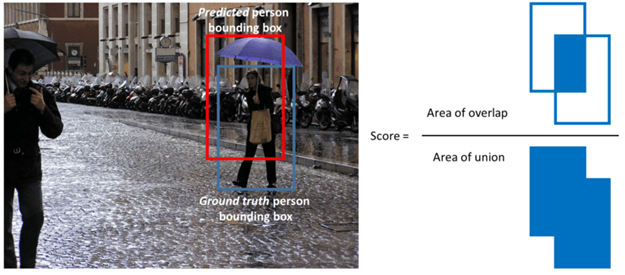 Predicted person
bounding box
Ground truth person
bounding box
Score =
Area of overlap
Area of union